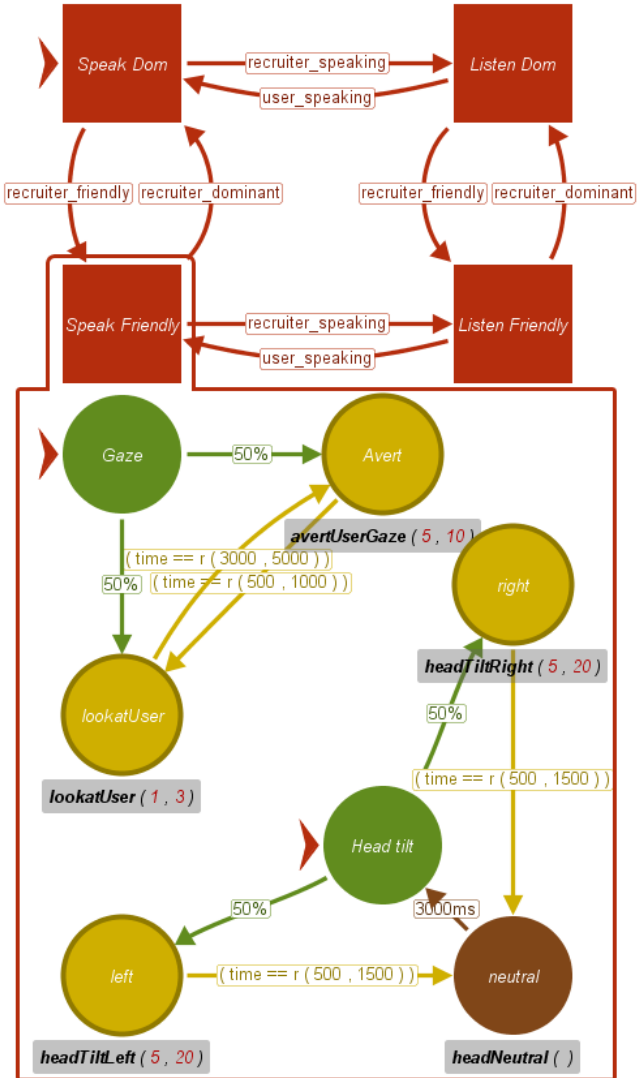 Speak Dom
recruiter_speaking
Listen Dom
user_speaking
recruiter_friendly
recruiter_dominant
recruiter_friendly
recruiter_dominant
Speak Friendly
recruiter_speaking
Listen Friendly
user_speaking
Gaze
50%
Avert
avertUserGaze ( 5 , 10 )
( time == r ( 3000 , 5000 ) )
50%
( time == r ( 500 , 1000 ) )
right
headTiltRight ( 5 , 20 )
lookatUser
50%
( time == r ( 500 , 1500 ) )
lookatUser ( 1 , 3 )
Head tilt
50%
3000ms
left
( time == r ( 500 , 1500 ) )
neutral
headTiltLeft ( 5 , 20 )
headNeutral ( )